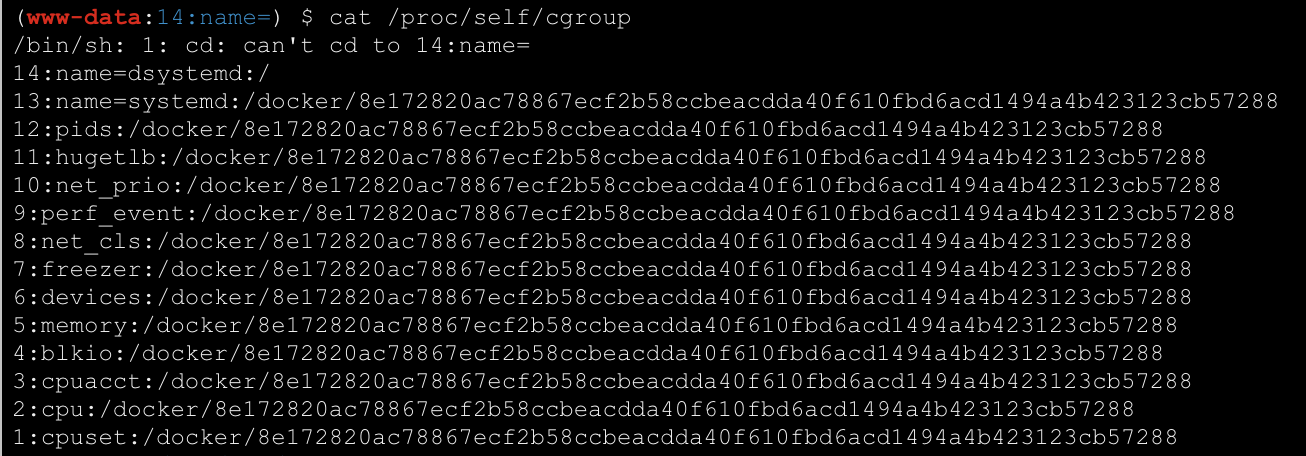 (www-data:14:name=) $ cat /proc/self/cgroup
/bin/sh: 1: cd: can't cd to 14:name=
14:name=dsystemd:/
13:name=systemd:/docker/8e172820ac78867ecf2b58ccbeacdda40f610fbd6acd1494a4b423123cb57288
12:pids:/docker/8e172820ac78867ecf2b58ccbeacdda40f610fbd6acd1494a4b423123cb57288
11:hugetlb:/docker/8e172820ac78867ecf2b58ccbeacdda40f610fbd6acd1494a4b423123cb57288
10:net_prio:/docker/8e172820ac78867ecf2b58ccbeacdda40f610fbd6acd1494a4b423123cb57288
9:perf_event:/docker/8e172820ac78867ecf2b58ccbeacdda40f610fbd6acd1494a4b423123cb57288
8:net_cls:/docker/8e172820ac78867ecf2b58ccbeacdda40f610fbd6acd1494a4b423123cb57288
7:freezer:/docker/8e172820ac78867ecf2b58ccbeacdda40f610fbd6acd1494a4b423123cb57288
6:devices:/docker/8e172820ac78867ecf2b58ccbeacdda40f610fbd6acd1494a4b423123cb57288
5:memory:/docker/8e172820ac78867ecf2b58ccbeacdda40f610fbd6acd1494a4b423123cb57288
4:blkio:/docker/8e172820ac78867ecf2b58ccbeacdda40f610fbd6acd1494a4b423123cb57288
3:cpuacct:/docker/8e172820ac78867ecf2b58ccbeacdda40f610fbd6acd1494a4b423123cb57288
2:cpu:/docker/8e172820ac78867ecf2b58ccbeacdda40f610fbd6acd1494a4b423123cb57288
1:cpuset:/docker/8e172820ac78867ecf2b58ccbeacdda40f610fbd6acd1494a4b423123cb57288